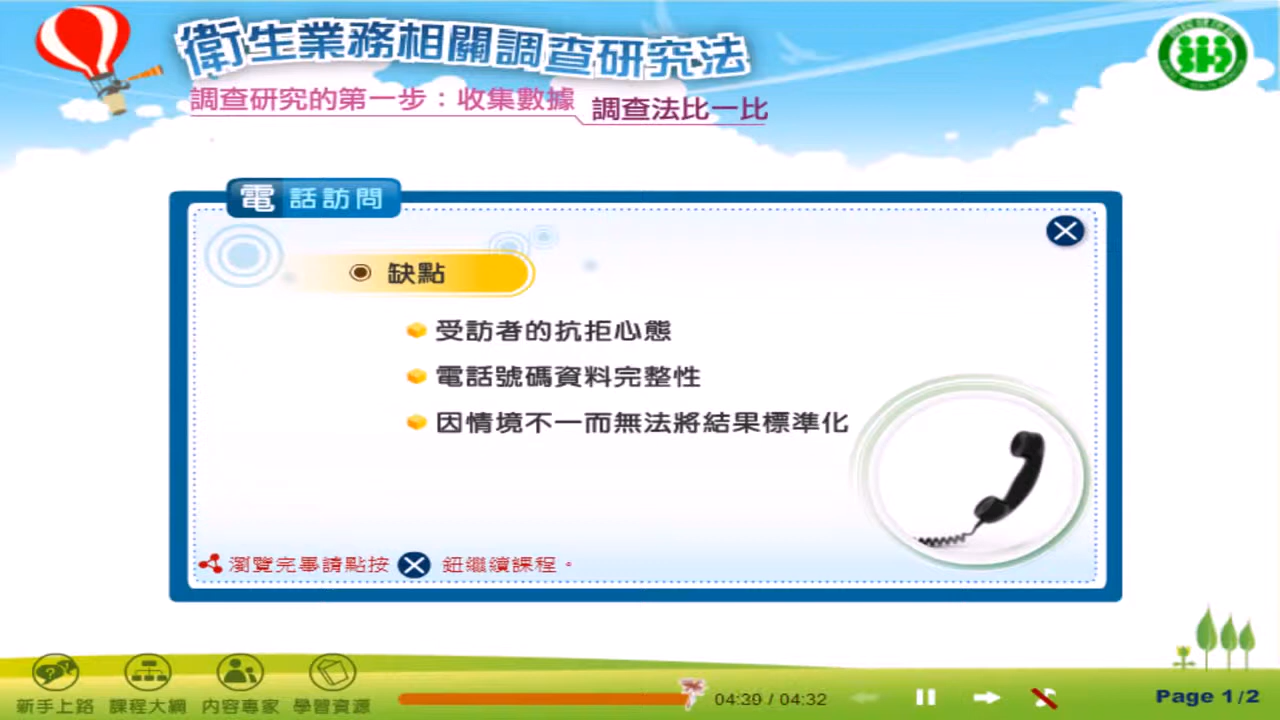 衛生業務相關調查研究法
調查研究的第一步：收集數據 調查法比一比
電話訪問
缺點
受訪者的抗拒心態
電話號碼資料完整性
因情境不一而無法將結果標準化
瀏覽完畢請點按 鈕繼續課程。
新手上路 課程大綱 內容專家 學習資源
04:39 / 04:32
Page 1/2